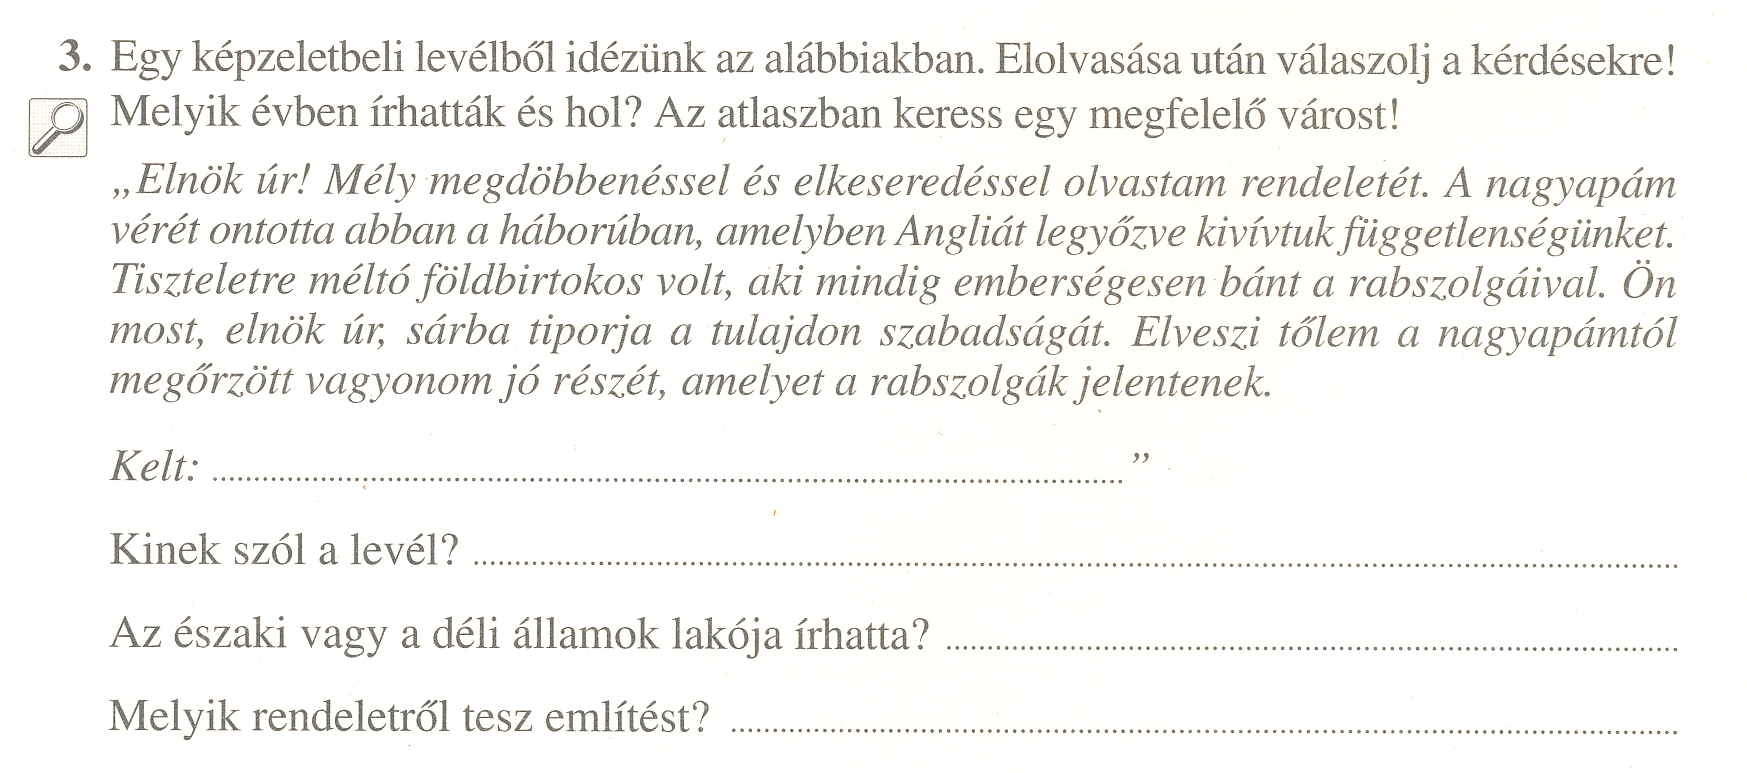 3. Egy képzeletbeli levélből idézünk az alábbiakban. Elolvasása után válaszolj a kérdésekre!
Melyik évben írhatták és hol? Az atlaszban keress egy megfelelő várost!
„Elnök úr! Mély megdöbbenéssel és elkeseredéssel olvastam rendeletét. A nagyapám
vérét ontotta abban a háborúban, amelyben Angliát legyőzve kivívtuk függetlenségünket.
Tiszteletre méltó földbirtokos volt, aki mindig emberségesen bánt a rabszolgáival. Ön
most, elnök úr, sárba tiporja a tulajdon szabadságát. Elveszi tőlem a nagyapámtól
megőrzött vagyonom jó részét, amelyet a rabszolgák jelentenek.
Kelt: ........................................................................................................ ”
Kinek szól a levél? ........................................................................................................
Az északi vagy a déli államok lakója írhatta? ................................................................
Melyik rendeletről tesz említést? ................................................................................